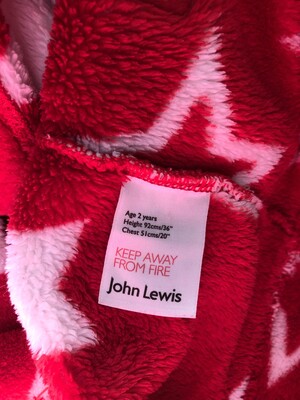 Age 2 years
Height 92cms/36"
Chest 51cms/20"
KEEP AWAY
FROM FIRE
John Lewis